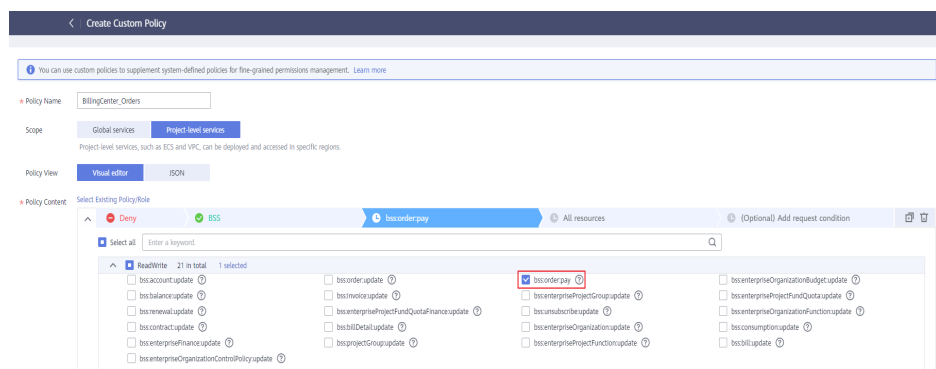 Create Custom Policy
You can use custom policies to supplement system-defined policies for fine-grained permissions management. Learn more
* Policy Name BillingCenter_Orders
Scope Global services Project-level services
Project-level services, such as ECS and VPC, can be deployed and accessed in specific regions.
Policy View Visual editor JSON
* Policy Content Select Existing Policy/Role
Deny BSS bss:order:pay All resources (Optional) Add request condition
Select all Enter a keyword.
ReadWrite 21 in total 1 selected
bss:account:update bss:order:update bss:order:pay bss:enterpriseOrganizationBudget:update
bss:balance:update bss:invoice:update bss:enterpriseProjectGroup:update bss:enterpriseProjectFundQuota:update
bss:renewal:update bss:enterpriseProjectFundQuotaFinance:update bss:unsubscribe:update bss:enterpriseOrganizationFunction:update
bss:contract:update bss:billDetail:update bss:enterpriseOrganization:update bss:consumption:update
bss:enterpriseFinance:update bss:projectGroup:update bss:enterpriseProjectFunction:update bss:bill:update
bss:enterpriseOrganizationControlPolicy:update